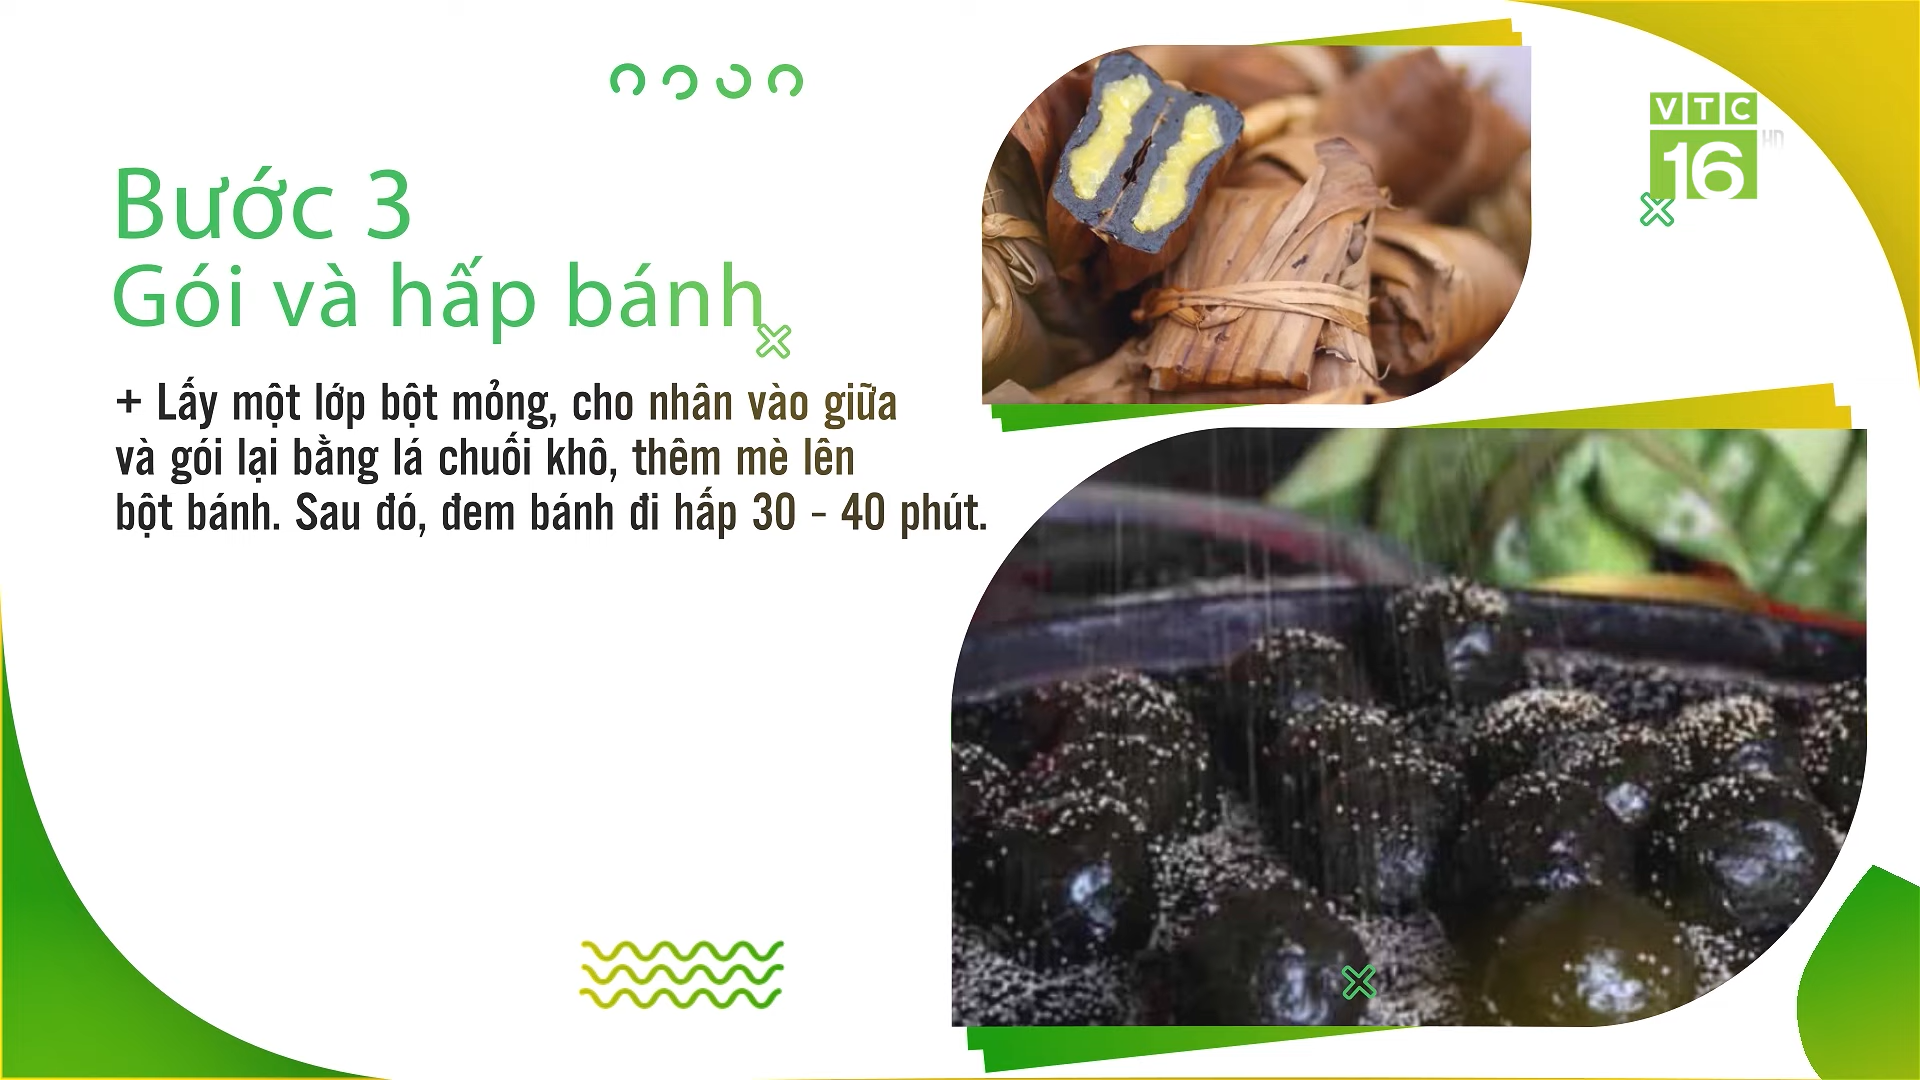 Bước 3
Gói và hấp bánh
+ Lấy một lớp bột mỏng, cho nhân vào giữa
và gói lại bằng lá chuối khô, thêm mè lên
bột bánh. Sau đó, đem bánh đi hấp 30 - 40 phút.
VTC
16
HD